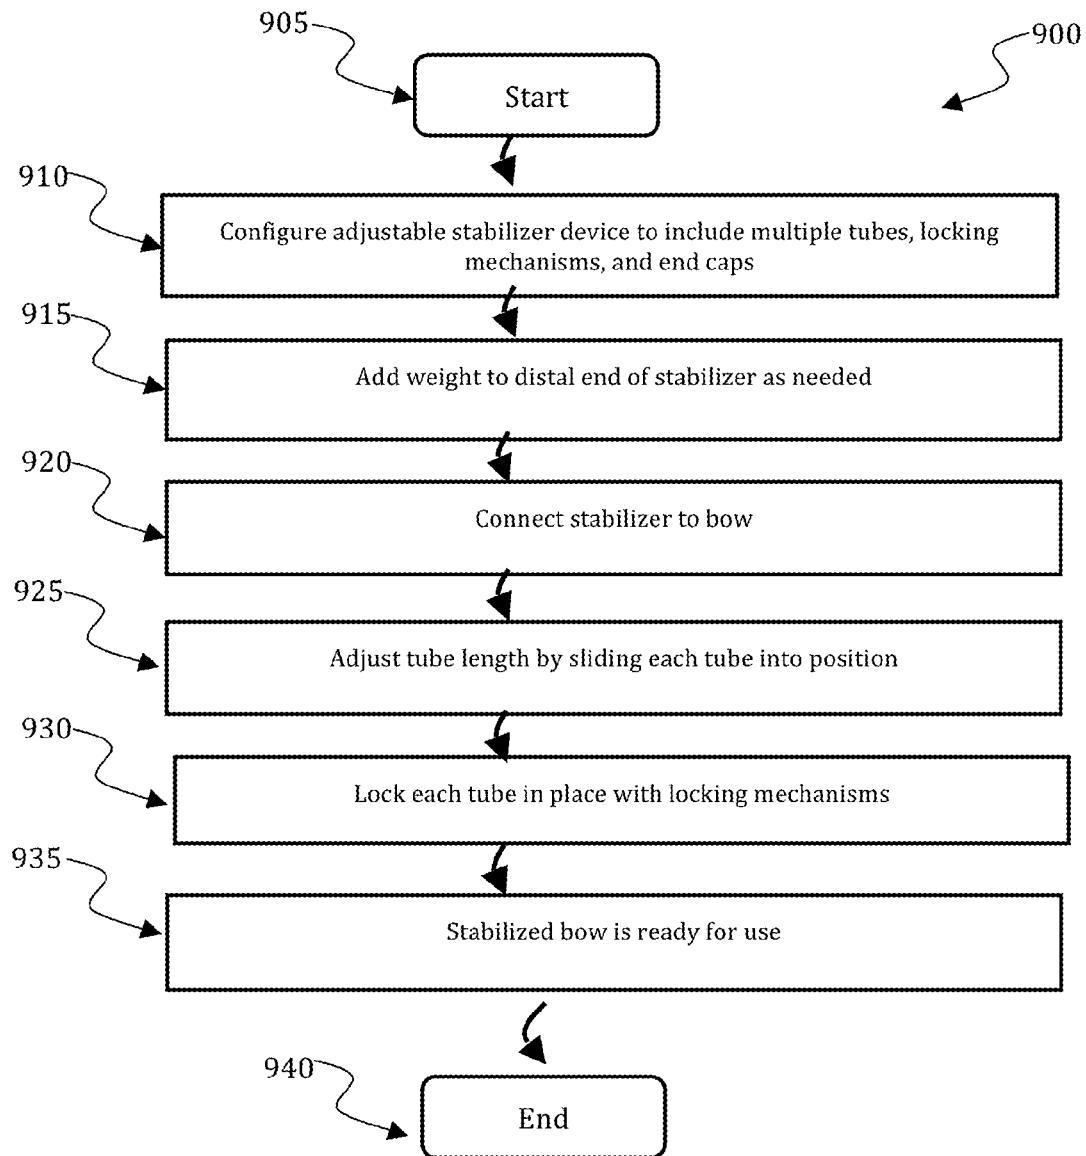 905
900
Start
910
Configure adjustable stabilizer device to include multiple tubes, locking
mechanisms, and end caps
915
Add weight to distal end of stabilizer as needed
920
Connect stabilizer to bow
925
Adjust tube length by sliding each tube into position
930
Lock each tube in place with locking mechanisms
935
Stabilized bow is ready for use
940
End